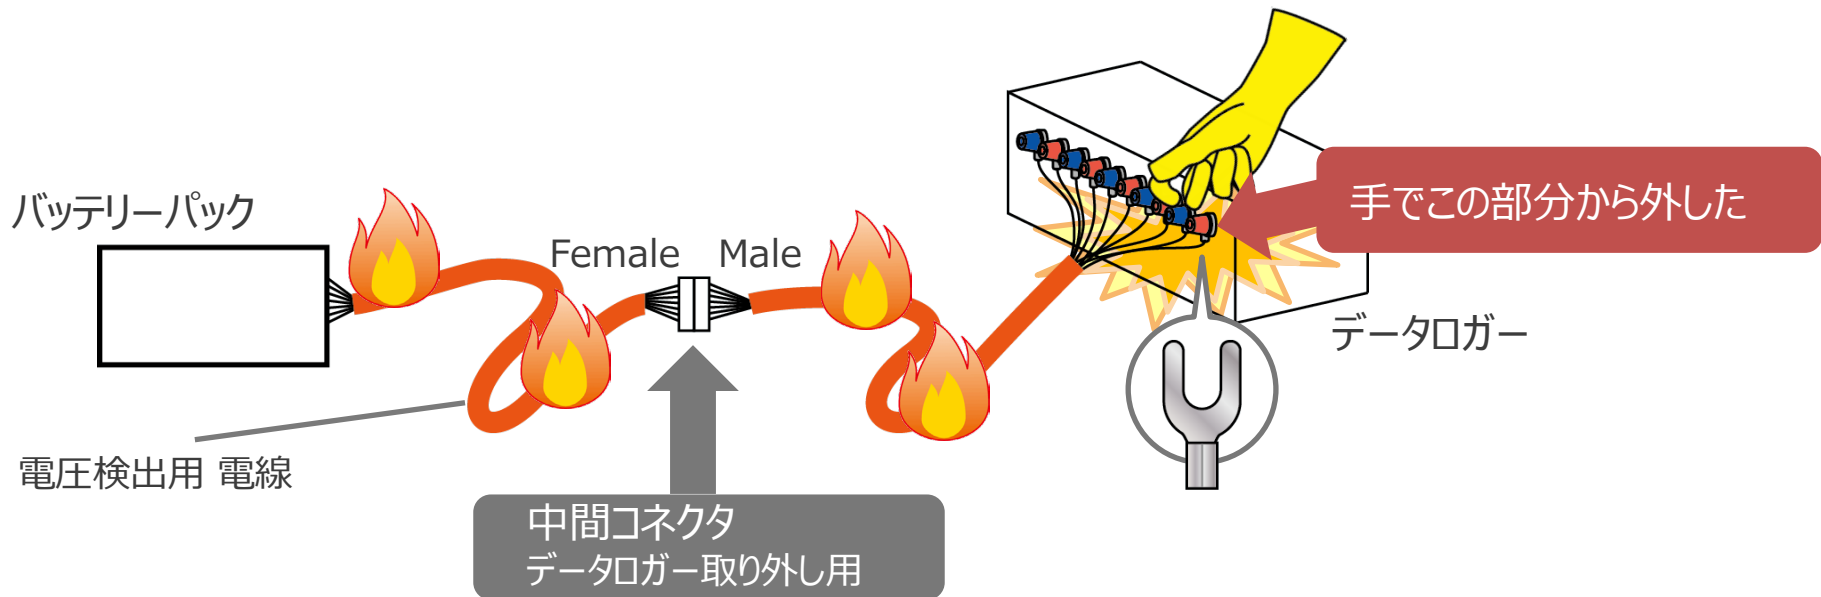 バッテリーパック
Female
Male
手でこの部分から外した
データロガー
電圧検出用 電線
中間コネクタ
データロガー取り外し用